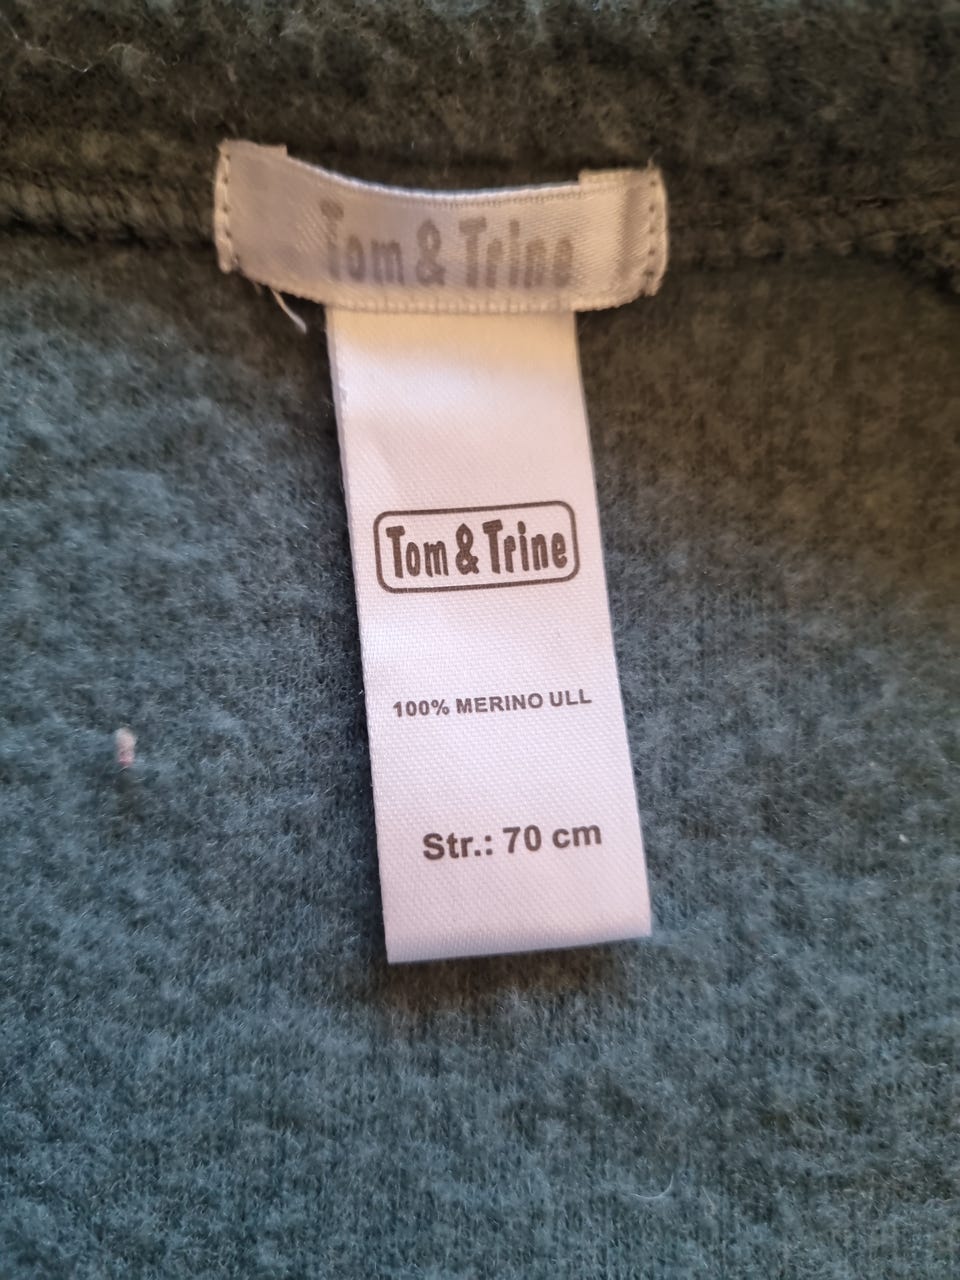 Tom & Trine
Tom & Trine
100% MERINO ULL
Str.: 70 cm